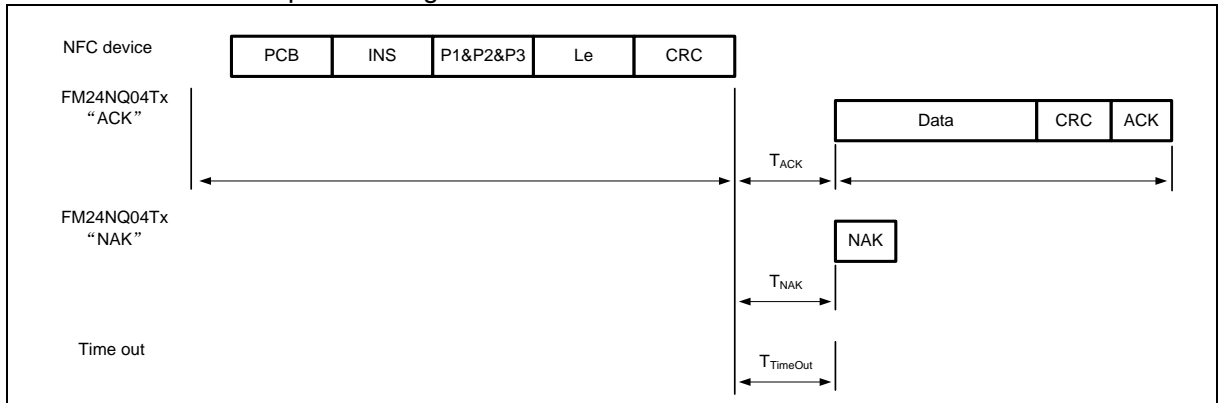 NFC device
PCB INS P1&P2&P3 Le CRC
FM24NQ04Tx
“ACK”
Data CRC ACK
TACK
FM24NQ04Tx
“NAK”
NAK
TNAK
Time out
TTimeOut